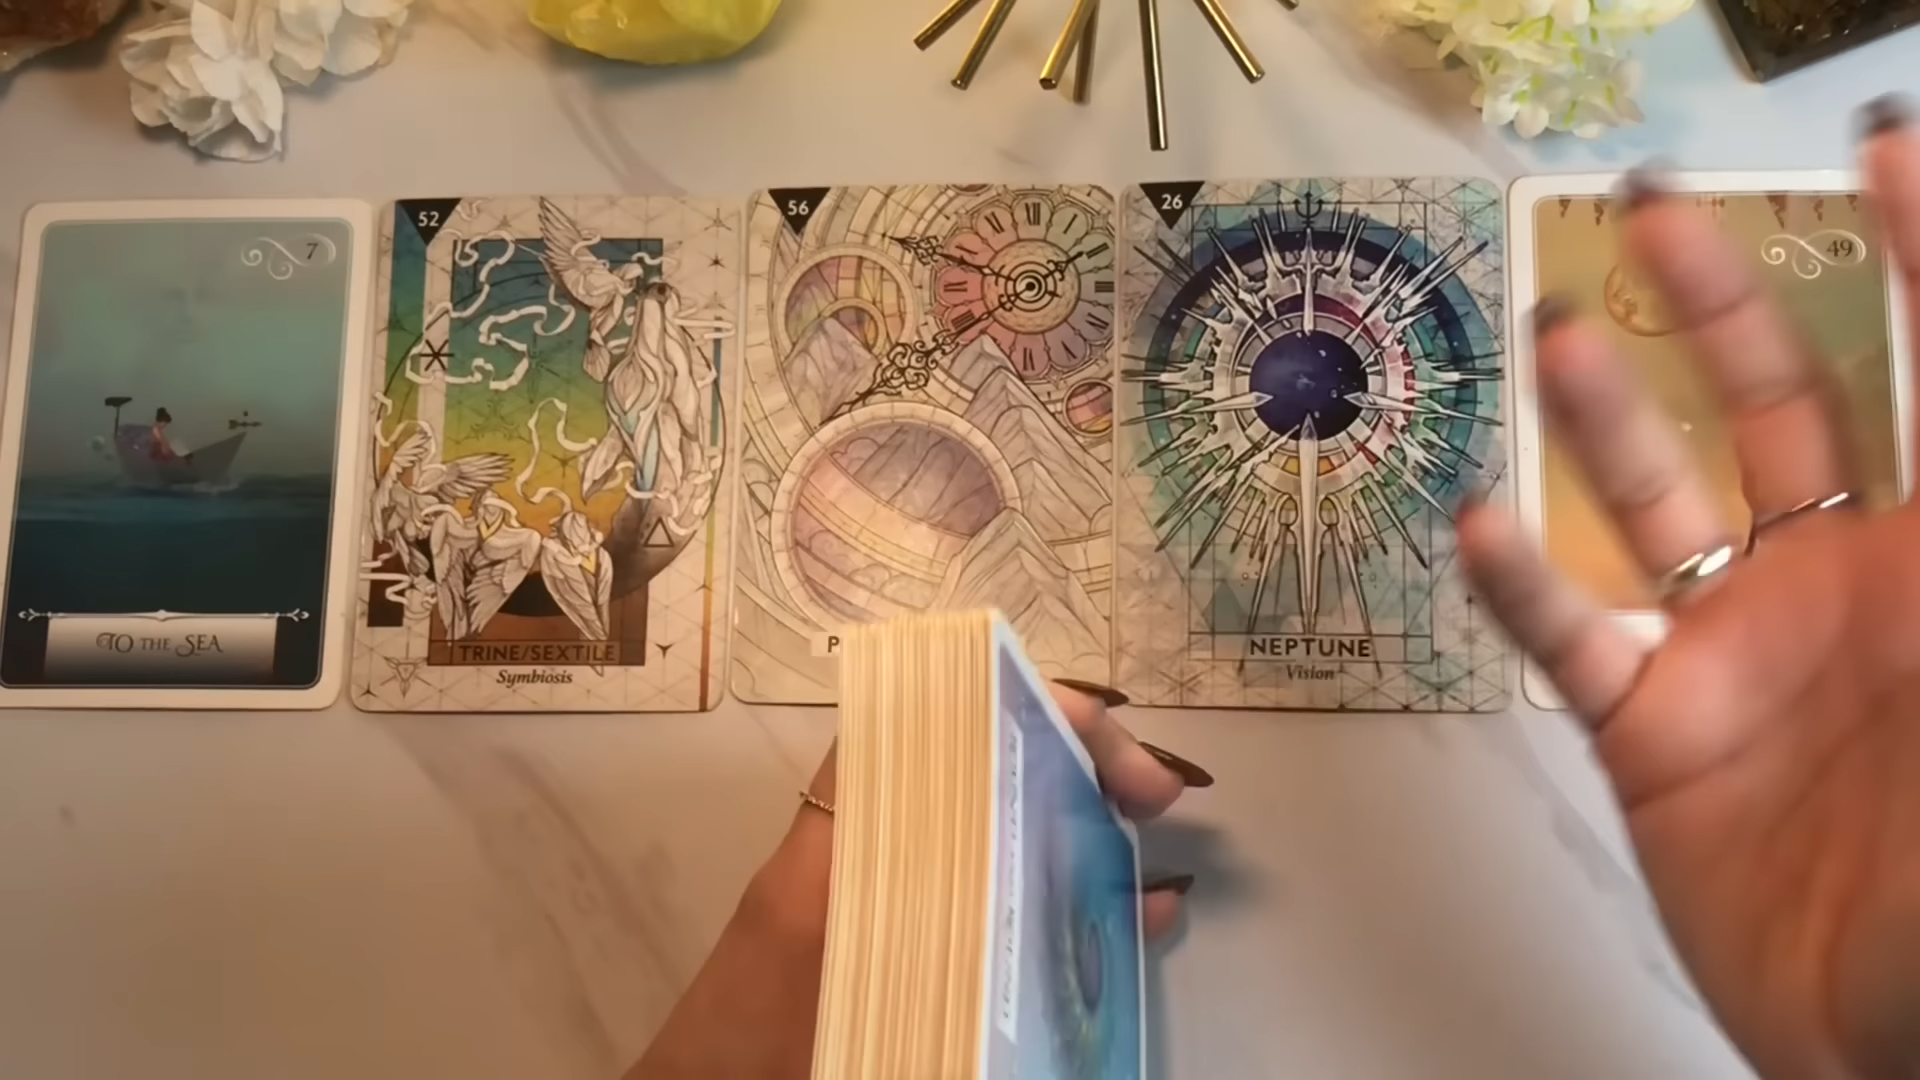 7
TO THE SEA
52
TRINE/SEXTILE
Symbiosis
56
P
26
NEPTUNE
Vision
49